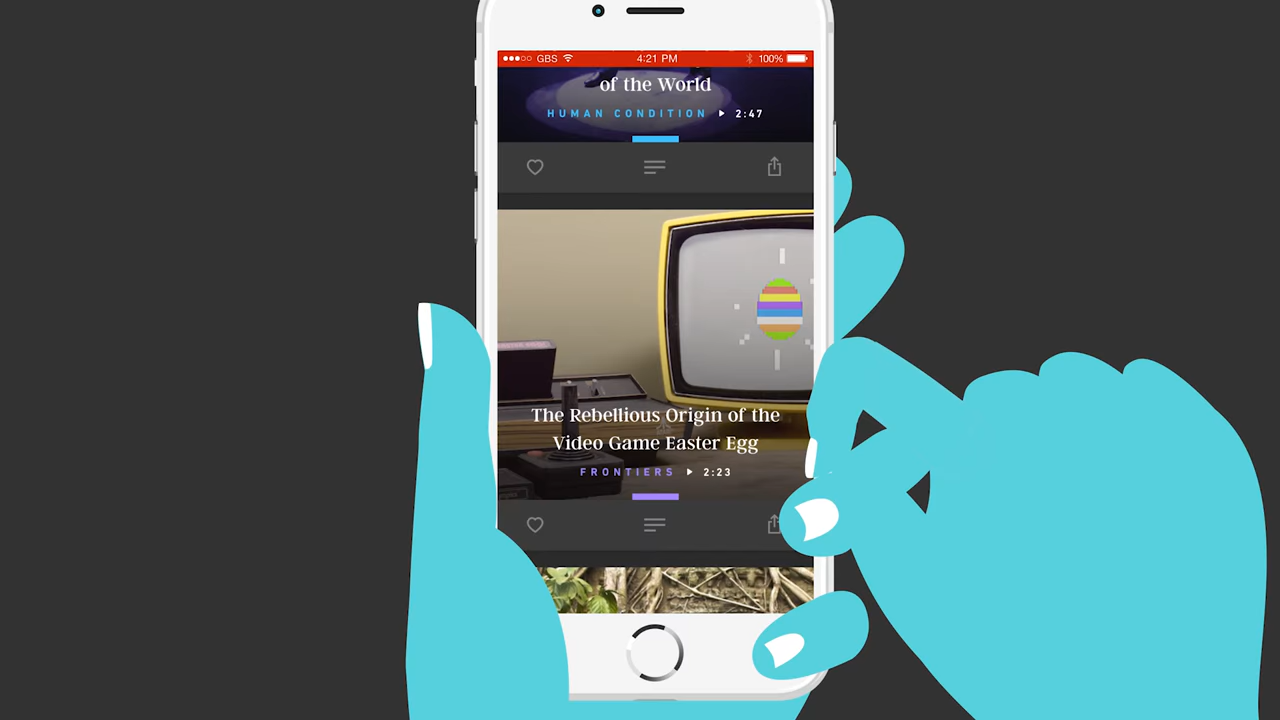 GBS 4:21 PM 100%
of the World
HUMAN CONDITION 2:47
The Rebellious Origin of the
Video Game Easter Egg
FRONTIERS 2:23